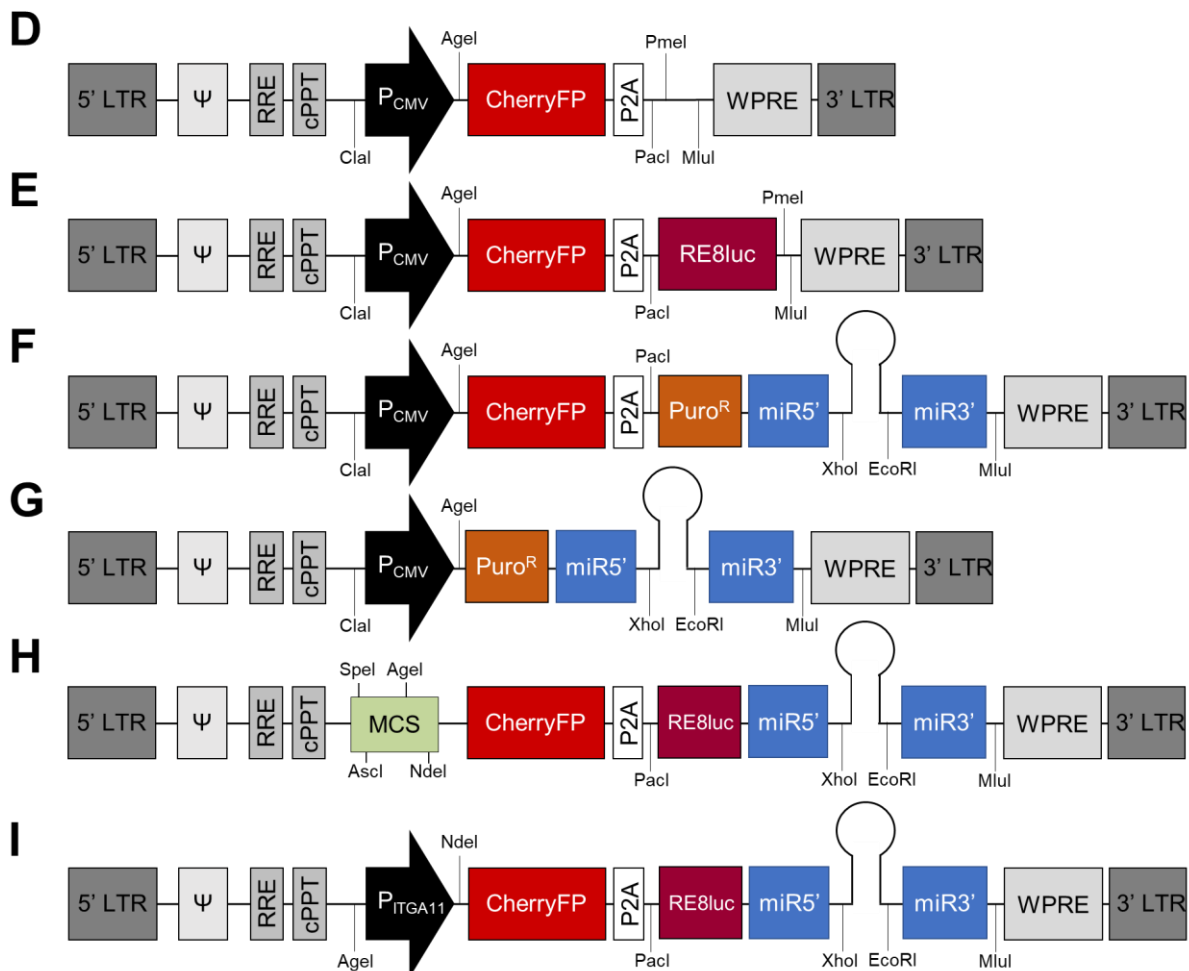 D
AgeI PmeI
5' LTR Ψ RRE cPPT PCMV CherryFP P2A WPRE 3' LTR
ClaI PacI MluI
E
AgeI PmeI
5' LTR Ψ RRE cPPT PCMV CherryFP P2A RE8luc WPRE 3' LTR
ClaI PacI MluI
F
AgeI PacI
5' LTR Ψ RRE cPPT PCMV CherryFP P2A PuroR miR5' miR3' WPRE 3' LTR
ClaI XhoI EcoRI MluI
G
AgeI
5' LTR Ψ RRE cPPT PCMV PuroR miR5' miR3' WPRE 3' LTR
ClaI XhoI EcoRI MluI
H
SpeI AgeI
5' LTR Ψ RRE cPPT MCS CherryFP P2A RE8luc miR5' miR3' WPRE 3' LTR
AscI NdeI PacI XhoI EcoRI MluI
I
NdeI
5' LTR Ψ RRE cPPT PITGA11 CherryFP P2A RE8luc miR5' miR3' WPRE 3' LTR
AgeI PacI XhoI EcoRI MluI